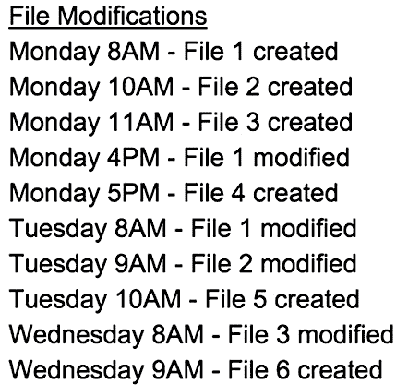 File Modifications
Monday 8AM - File 1 created
Monday 10AM - File 2 created
Monday 11AM - File 3 created
Monday 4PM - File 1 modified
Monday 5PM - File 4 created
Tuesday 8AM - File 1 modified
Tuesday 9AM - File 2 modified
Tuesday 10AM - File 5 created
Wednesday 8AM - File 3 modified
Wednesday 9AM - File 6 created